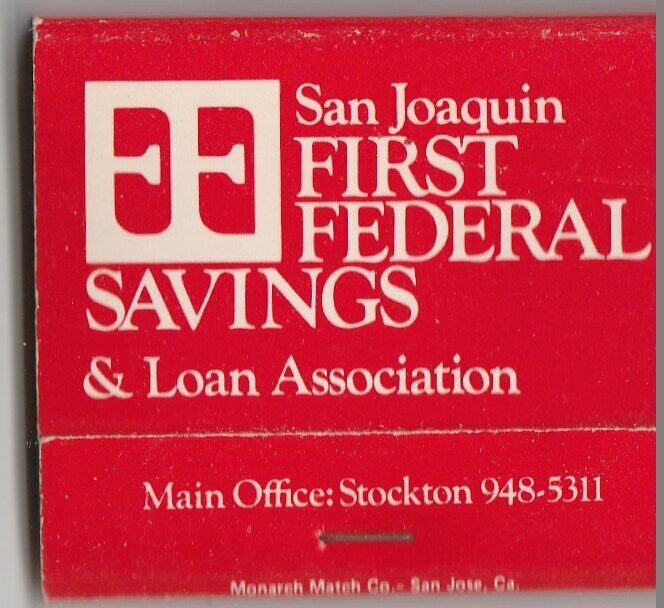 San Joaquin
FIRST
FEDERAL
SAVINGS
& Loan Association
Main Office: Stockton 948-5311
Monarch Match Co. - San Jose, Ca.